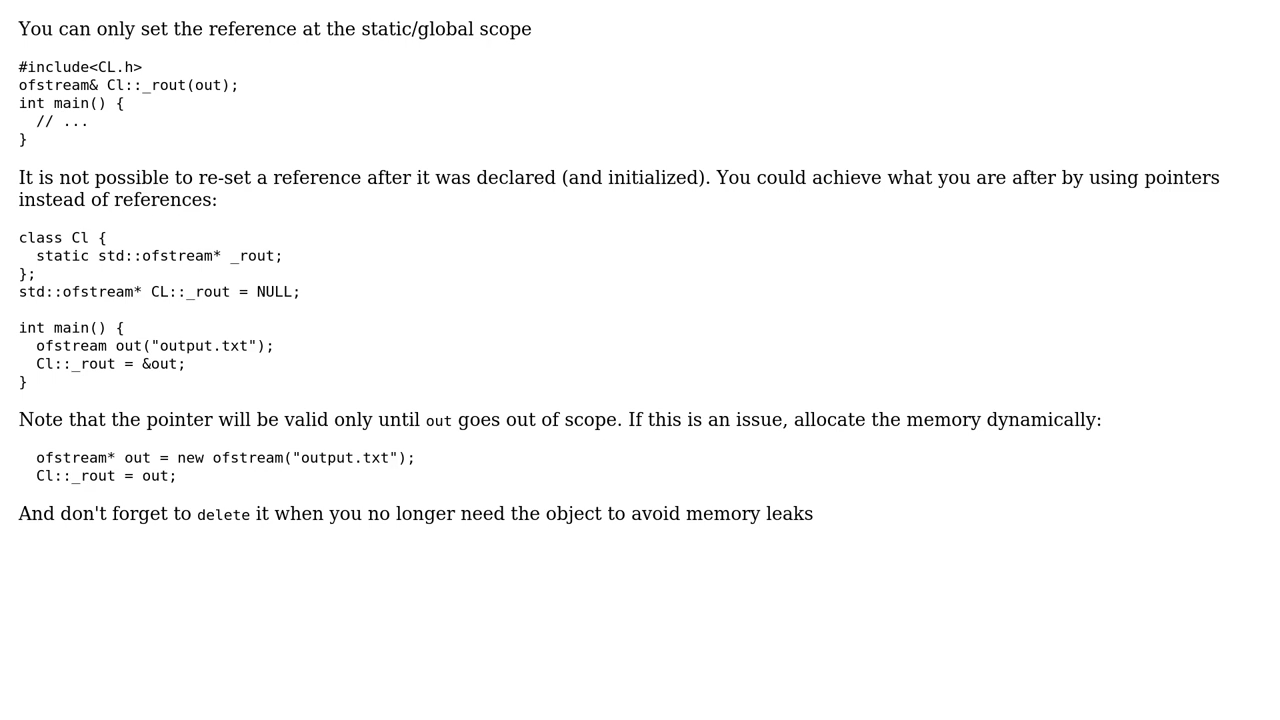 You can only set the reference at the static/global scope
#include<CL.h>
ofstream& Cl::_rout(out);
int main() {
  // ...
}
It is not possible to re-set a reference after it was declared (and initialized). You could achieve what you are after by using pointers
instead of references:
class Cl {
  static std::ofstream* _rout;
};
std::ofstream* CL::_rout = NULL;
int main() {
  ofstream out("output.txt");
  Cl::_rout = &out;
}
Note that the pointer will be valid only until out goes out of scope. If this is an issue, allocate the memory dynamically:
  ofstream* out = new ofstream("output.txt");
  Cl::_rout = out;
And don't forget to delete it when you no longer need the object to avoid memory leaks